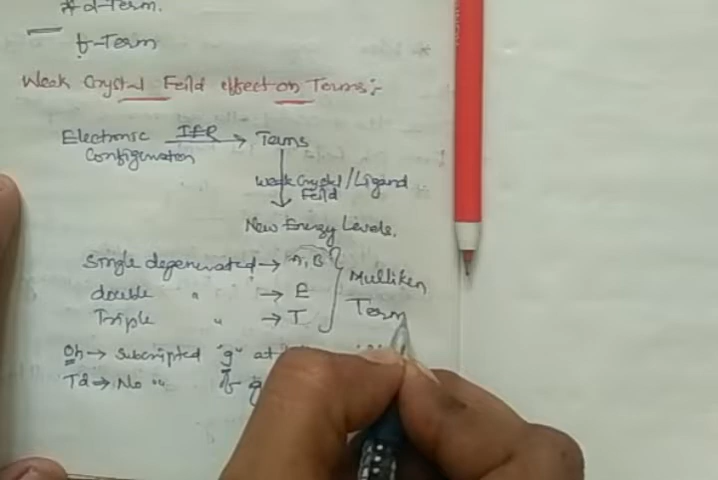 * d-Term.
f-Term
Weak Crystal Feild effect on Terms:-
Electronic Configuration IER → Terms
Weak Crystal / Ligand Feild
New Energy Levels.
Single degenerated → A, B
double " → E
Triple " → T
Mulliken
Term
Oh → Subscripted "g" at
Td → No "